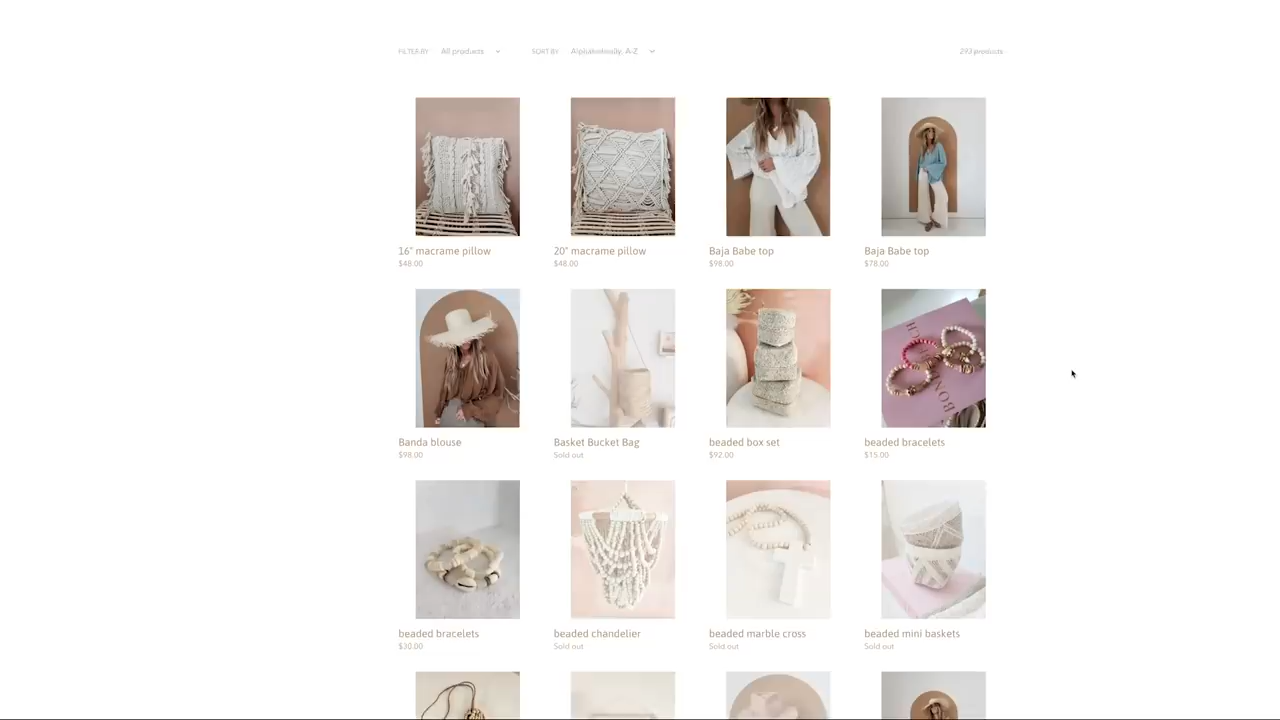 FILTER BY All products SORT BY Alphabetically, A-Z 293 products
16" macrame pillow 20" macrame pillow Baja Babe top Baja Babe top
$48.00 $48.00 $98.00 $78.00
Banda blouse Basket Bucket Bag beaded box set beaded bracelets
$98.00 Sold out $92.00 $15.00
beaded bracelets beaded chandelier beaded marble cross beaded mini baskets
$30.00 Sold out Sold out Sold out